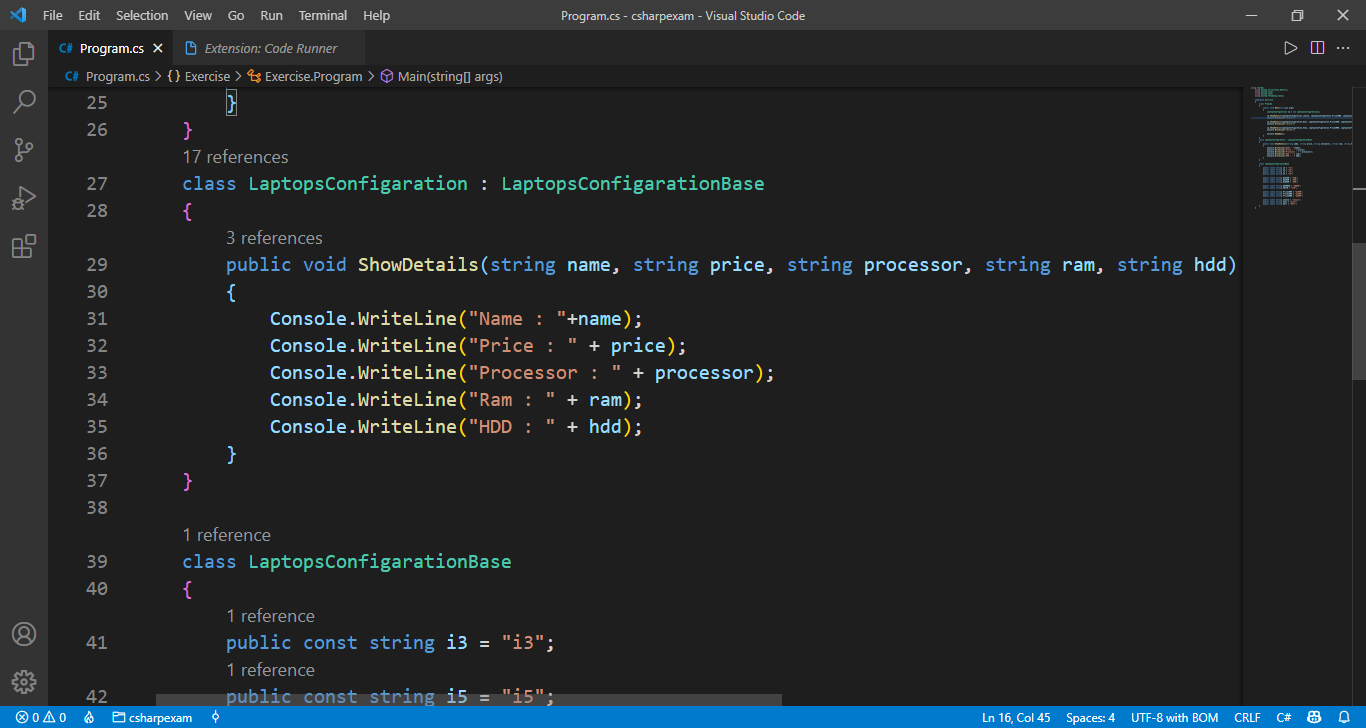 File Edit Selection View Go Run Terminal Help Program.cs - csharpexam - Visual Studio Code
C# Program.cs Extension: Code Runner
C# Program.cs > {} Exercise > Exercise.Program > Main(string[] args)
25 }
26 }
17 references
27 class LaptopsConfigaration : LaptopsConfigarationBase
28 {
3 references
29 public void ShowDetails(string name, string price, string processor, string ram, string hdd)
30 {
31 Console.WriteLine("Name : "+name);
32 Console.WriteLine("Price : " + price);
33 Console.WriteLine("Processor : " + processor);
34 Console.WriteLine("Ram : " + ram);
35 Console.WriteLine("HDD : " + hdd);
36 }
37 }
38
1 reference
39 class LaptopsConfigarationBase
40 {
1 reference
41 public const string i3 = "i3";
1 reference
42 public const string i5 = "i5";
0 0 csharpexam Ln 16, Col 45 Spaces: 4 UTF-8 with BOM CRLF C#